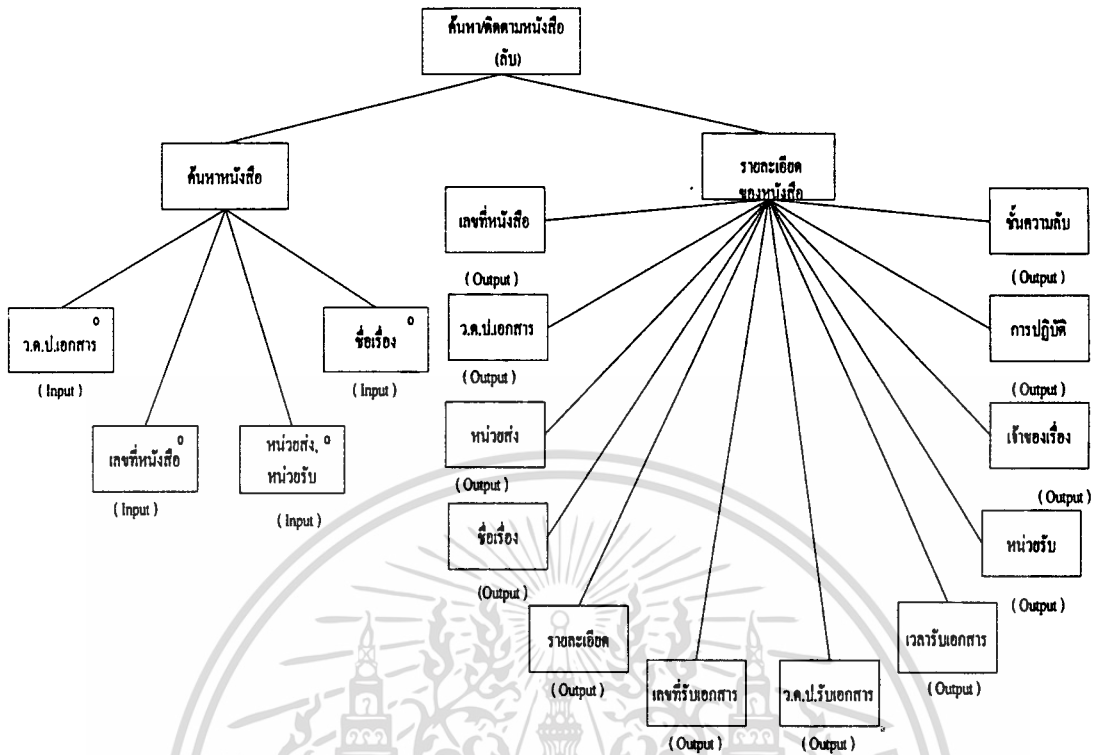 ค้นหา/ติดตามหนังสือ
(ลับ)
ค้นหาหนังสือ
รายละเอียด
ของหนังสือ
เลขที่หนังสือ
(Output)
ชั้นความลับ
(Output)
ว.ด.ป.เอกสาร
(Input)
ชื่อเรื่อง
(Input)
ว.ด.ป.เอกสาร
(Output)
การปฏิบัติ
(Output)
เลขที่หนังสือ
(Input)
หน่วยส่ง,
หน่วยรับ
(Input)
หน่วยส่ง
(Output)
เจ้าของเรื่อง
(Output)
ชื่อเรื่อง
(Output)
หน่วยรับ
(Output)
รายละเอียด
(Output)
เลขที่รับเอกสาร
(Output)
ว.ด.ป.รับเอกสาร
(Output)
เวลารับเอกสาร
(Output)